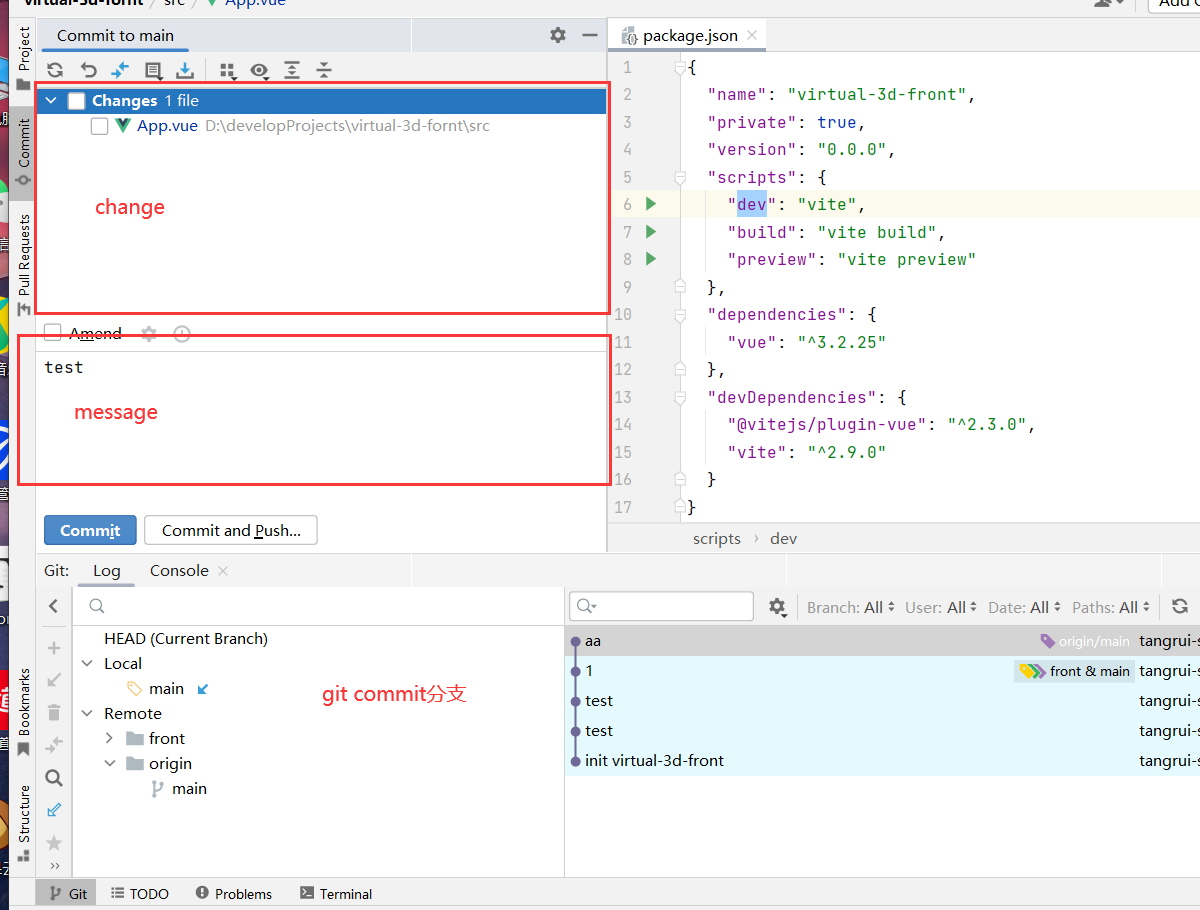 virtual-3d-fornt / src / App.vue
Add C
Project
Commit
Pull Requests
Bookmarks
Structure
Commit to main
Changes 1 file
App.vue D:\developProjects\virtual-3d-fornt\src
change
Amend
test
message
Commit
Commit and Push...
package.json
1 {
2 "name": "virtual-3d-front",
3 "private": true,
4 "version": "0.0.0",
5 "scripts": {
6 "dev": "vite",
7 "build": "vite build",
8 "preview": "vite preview"
9 },
10 "dependencies": {
11 "vue": "^3.2.25"
12 },
13 "devDependencies": {
14 "@vitejs/plugin-vue": "^2.3.0",
15 "vite": "^2.9.0"
16 }
17 }
scripts › dev
Git: Log Console
HEAD (Current Branch)
Local
main
Remote
front
origin
main
git commit分支
Branch: All User: All Date: All Paths: All
aa origin/main tangrui-s
1 front & main tangrui-s
test tangrui-s
test tangrui-s
init virtual-3d-front tangrui-s
Git TODO Problems Terminal